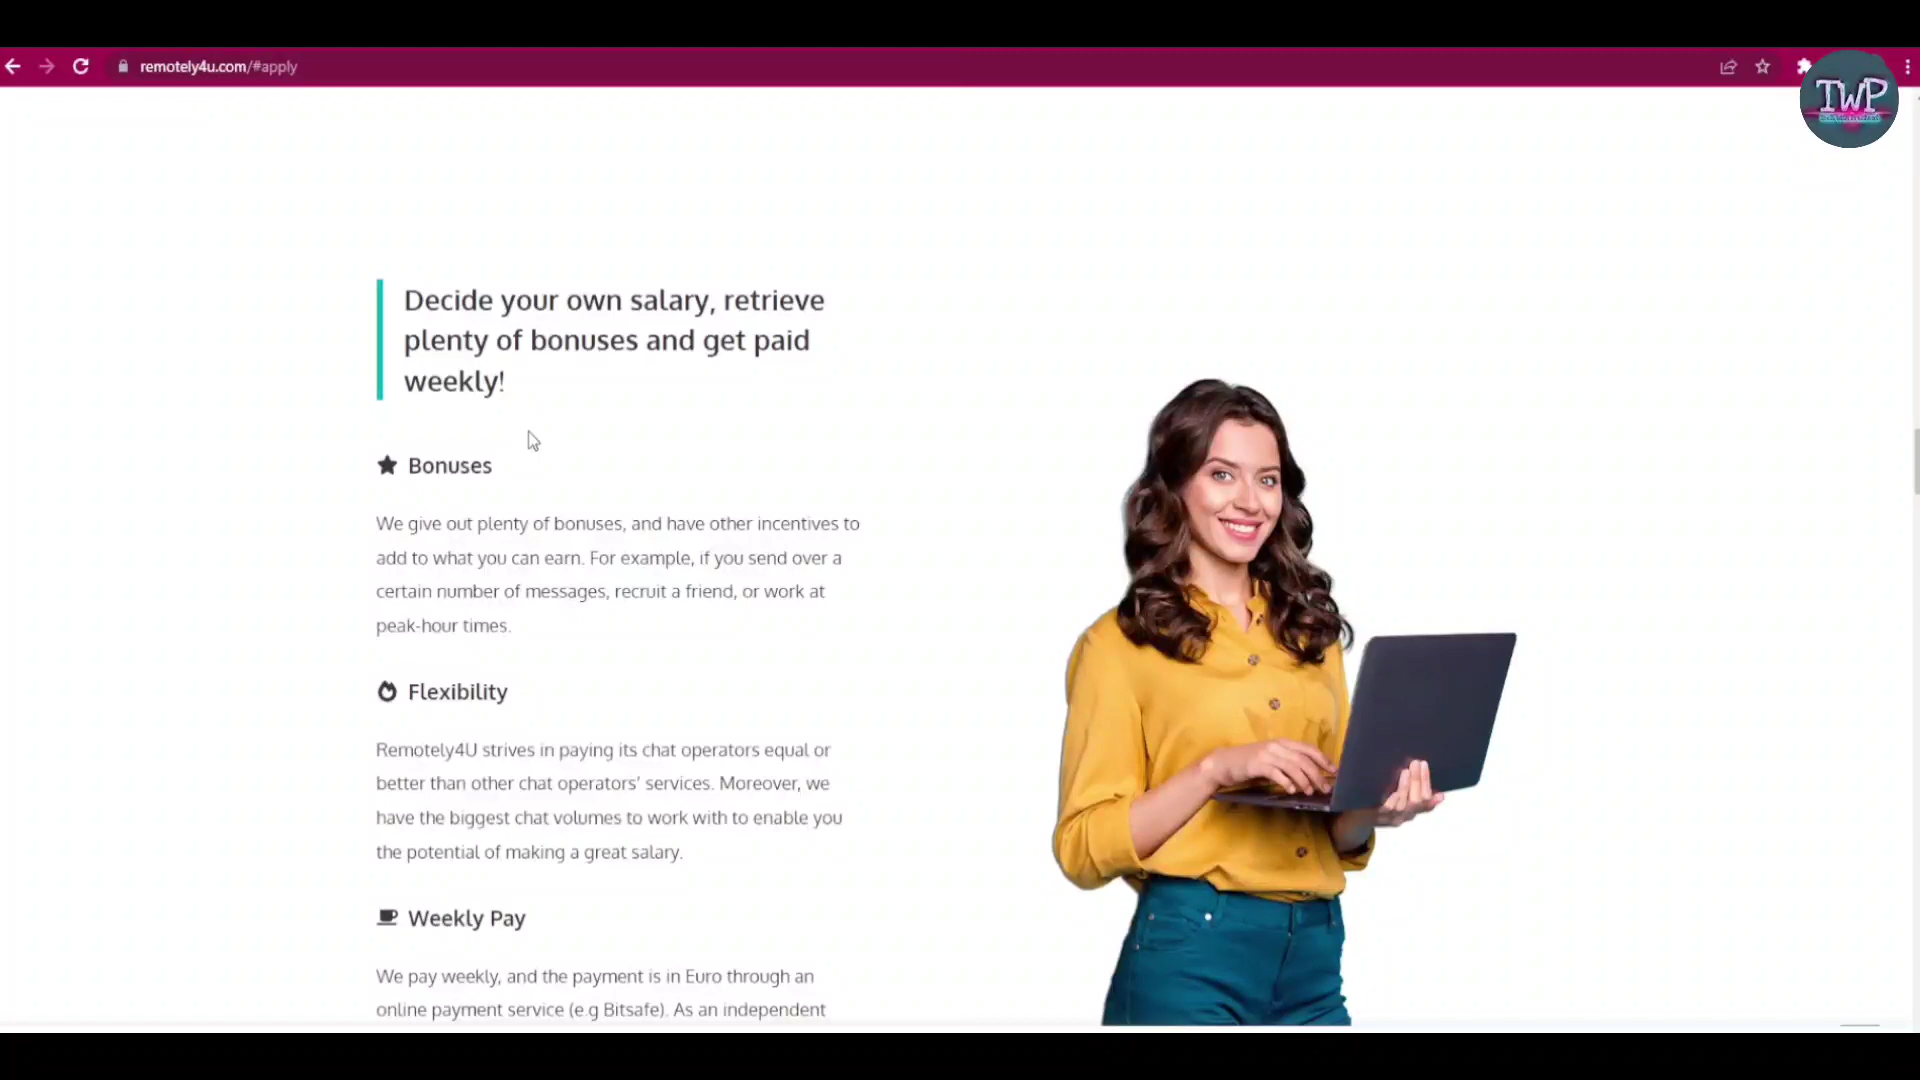 remotely4u.com/#apply
TWP
Decide your own salary, retrieve
plenty of bonuses and get paid
weekly!
Bonuses
We give out plenty of bonuses, and have other incentives to
add to what you can earn. For example, if you send over a
certain number of messages, recruit a friend, or work at
peak-hour times.
Flexibility
Remotely4U strives in paying its chat operators equal or
better than other chat operators’ services. Moreover, we
have the biggest chat volumes to work with to enable you
the potential of making a great salary.
Weekly Pay
We pay weekly, and the payment is in Euro through an
online payment service (e.g Bitsafe). As an independent